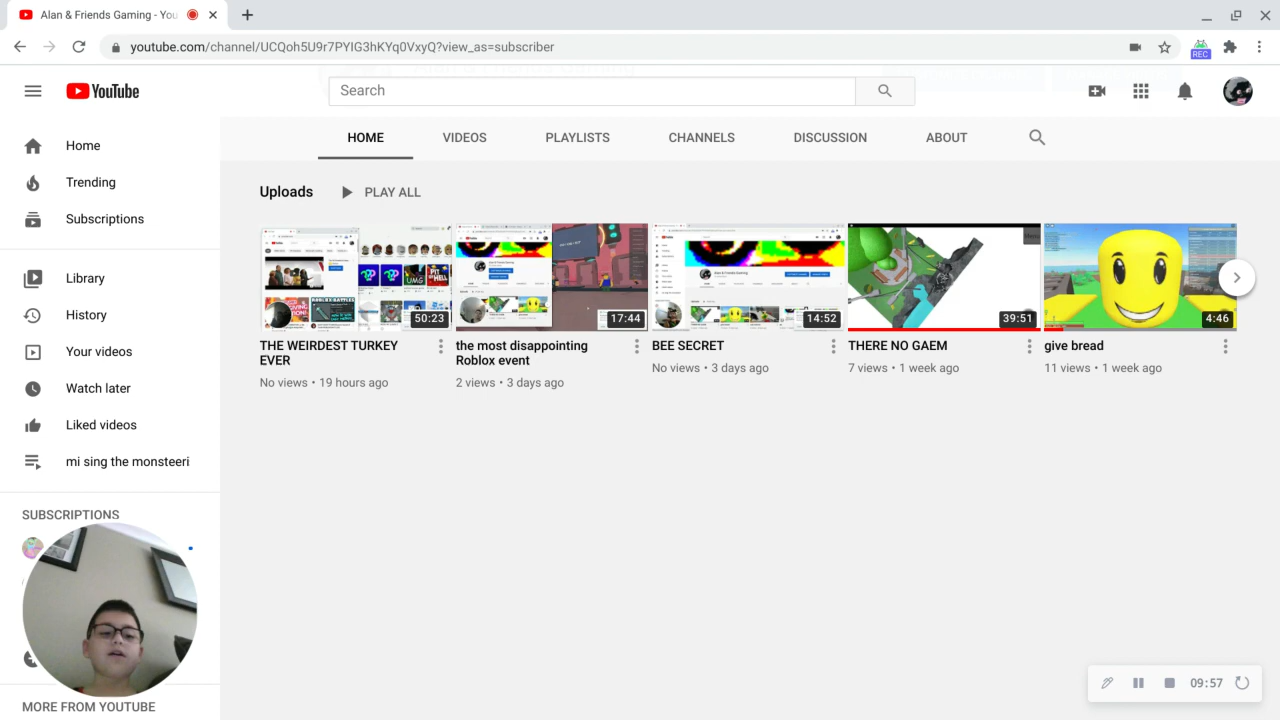 Alan & Friends Gaming - You
youtube.com/channel/UCQoh5U9r7PYIG3hKYq0VxyQ?view_as=subscriber
REC
YouTube
Search
HOME VIDEOS PLAYLISTS CHANNELS DISCUSSION ABOUT
Home
Trending
Subscriptions
Library
History
Your videos
Watch later
Liked videos
mi sing the monsteeri
SUBSCRIPTIONS
MORE FROM YOUTUBE
Uploads PLAY ALL
50:23 17:44 14:52 39:51 4:46
THE WEIRDEST TURKEY
EVER
No views • 19 hours ago
the most disappointing
Roblox event
2 views • 3 days ago
BEE SECRET
No views • 3 days ago
THERE NO GAEM
7 views • 1 week ago
give bread
11 views • 1 week ago
09:57